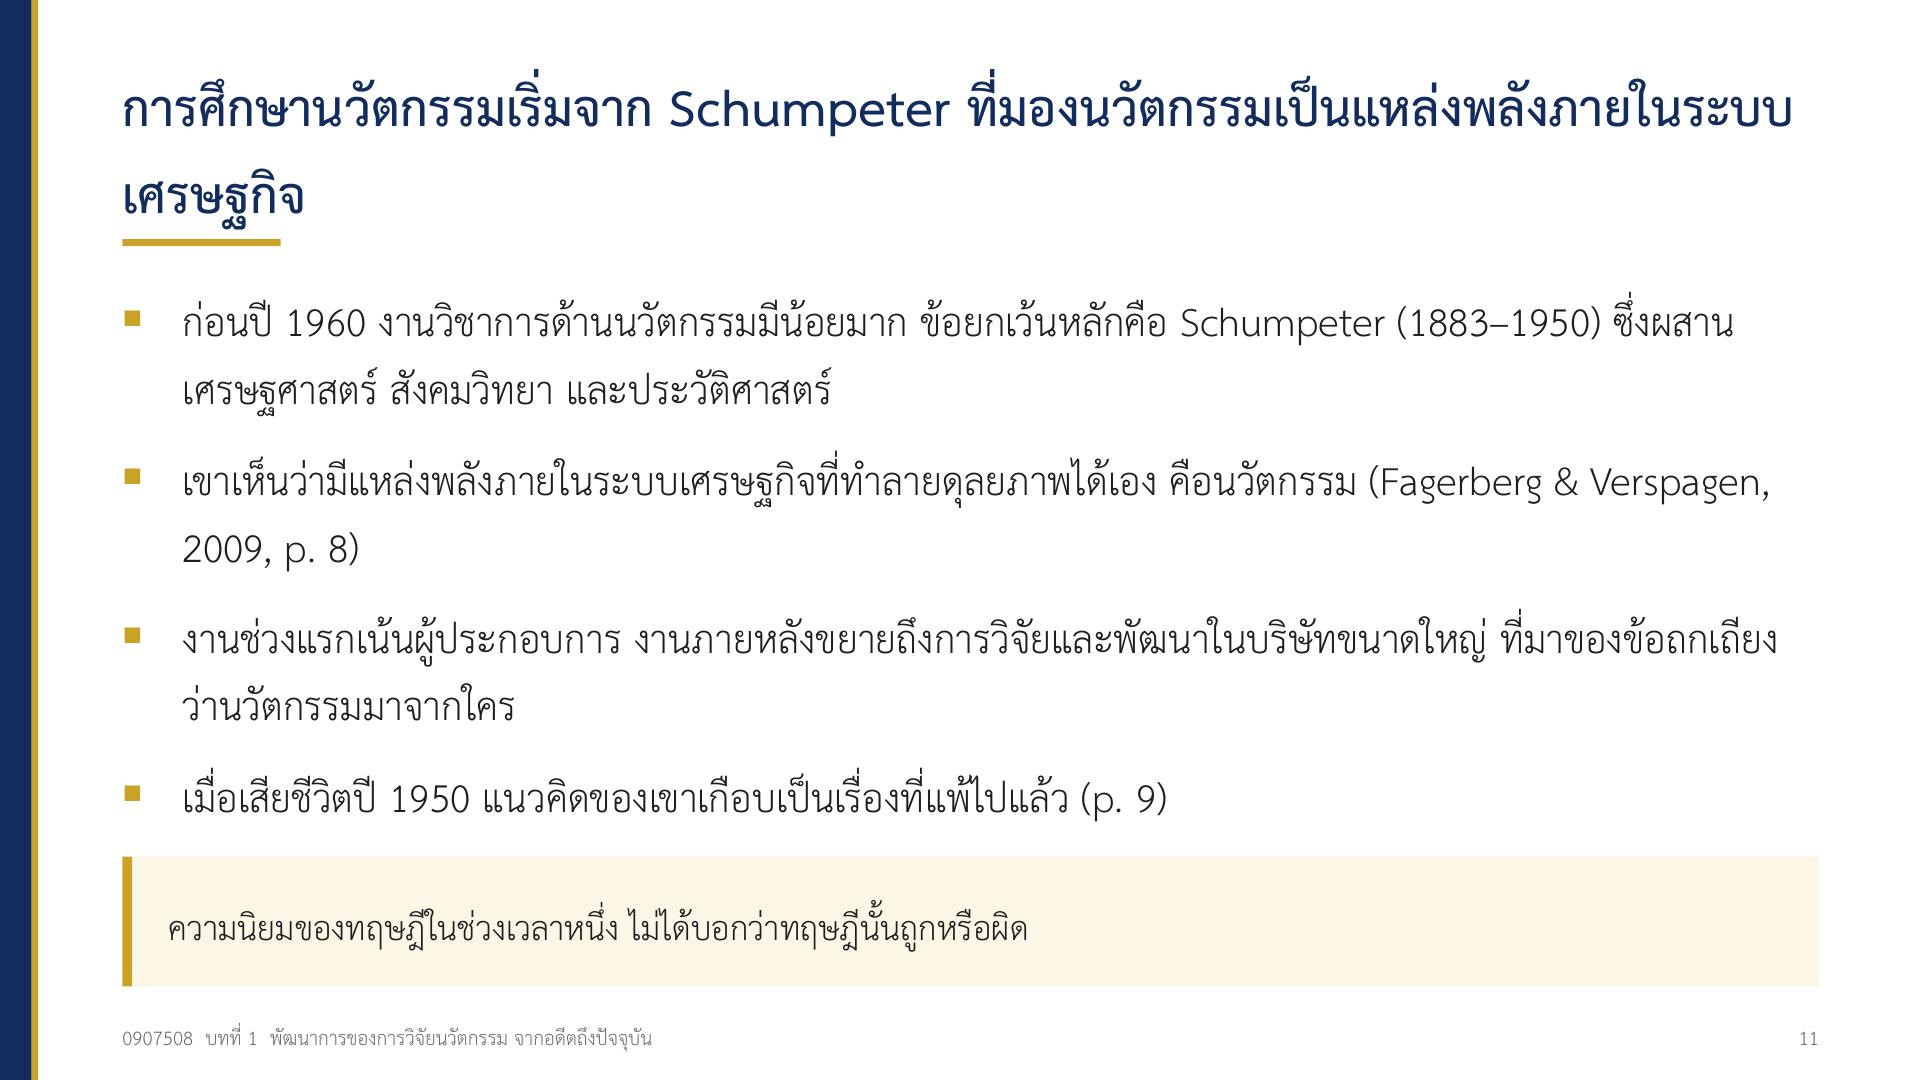 การศึกษานวัตกรรมเริ่มจาก Schumpeter ที่มองนวัตกรรมเป็นแหล่งพลังภายในระบบ
เศรษฐกิจ
■ ก่อนปี 1960 งานวิชาการด้านนวัตกรรมมีน้อยมาก ข้อยกเว้นหลักคือ Schumpeter (1883–1950) ซึ่งผสาน
เศรษฐศาสตร์ สังคมวิทยา และประวัติศาสตร์
■ เขาเห็นว่ามีแหล่งพลังภายในระบบเศรษฐกิจที่ทำลายดุลยภาพได้เอง คือนวัตกรรม (Fagerberg & Verspagen,
2009, p. 8)
■ งานช่วงแรกเน้นผู้ประกอบการ งานภายหลังขยายถึงการวิจัยและพัฒนาในบริษัทขนาดใหญ่ ที่มาของข้อถกเถียง
ว่านวัตกรรมมาจากใคร
■ เมื่อเสียชีวิตปี 1950 แนวคิดของเขาเกือบเป็นเรื่องที่แพ้ไปแล้ว (p. 9)
ความนิยมของทฤษฎีในช่วงเวลาหนึ่ง ไม่ได้บอกว่าทฤษฎีนั้นถูกหรือผิด
0907508 บทที่ 1 พัฒนาการของการวิจัยนวัตกรรม จากอดีตถึงปัจจุบัน
11